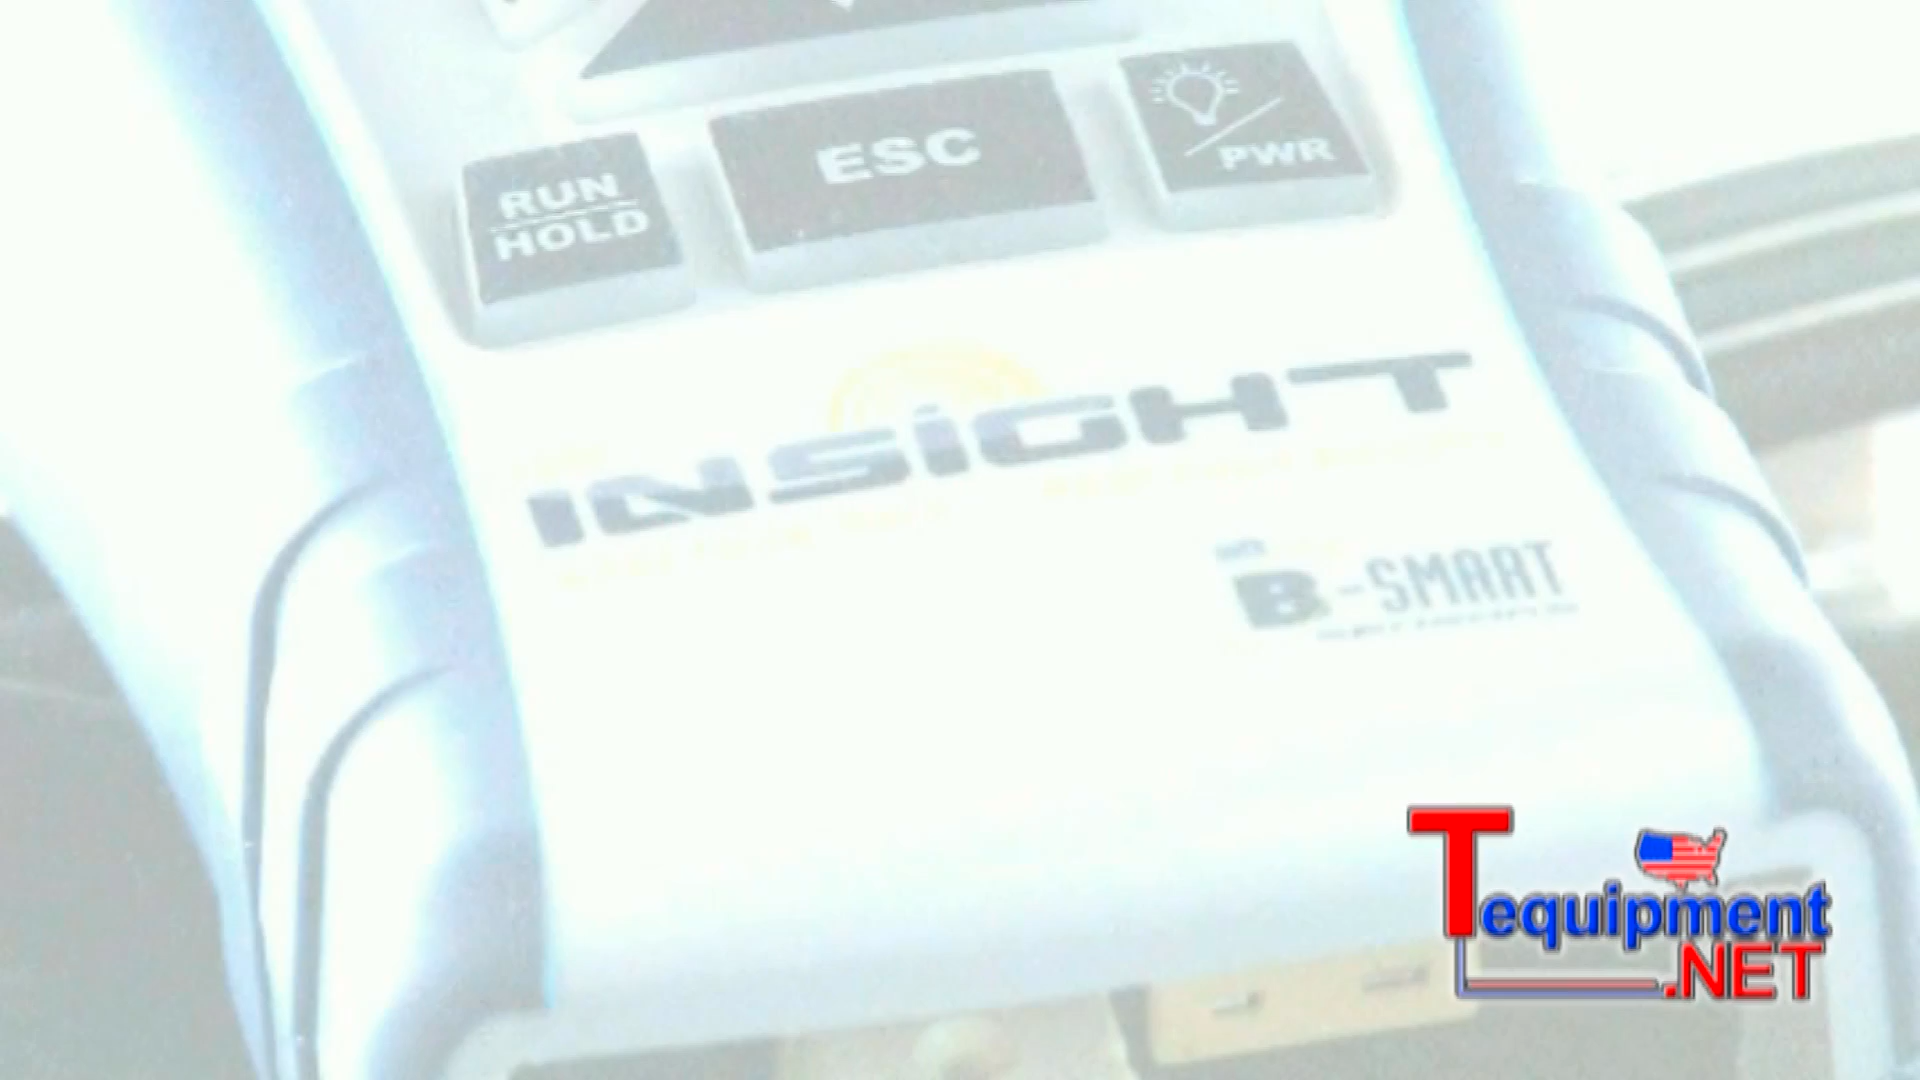 RUN
HOLD
ESC
PWR
INSiGHT
B-SMART
Tequipment
.NET